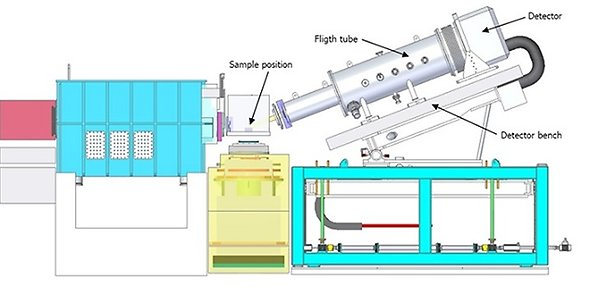 Detector
Fligth tube
Sample position
Detector bench